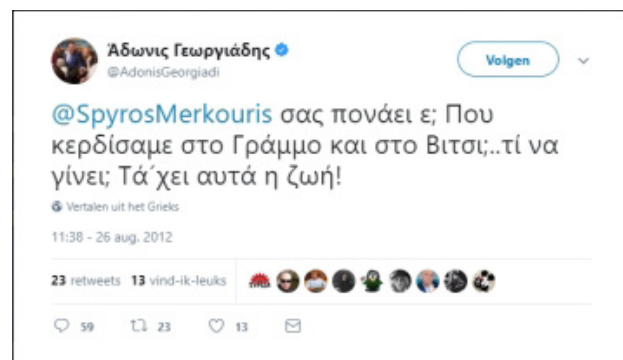 Άδωνις Γεωργιάδης
@AdonisGeorgiadi
Volgen
@SpyrosMerkouris σας πονάει ε; Που
κερδίσαμε στο Γράμμο και στο Βιτσι;..τί να
γίνει; Τά΄χει αυτά η ζωή!
Vertalen uit het Grieks
11:38 - 26 aug. 2012
23 retweets 13 vind-ik-leuks
59 23 13